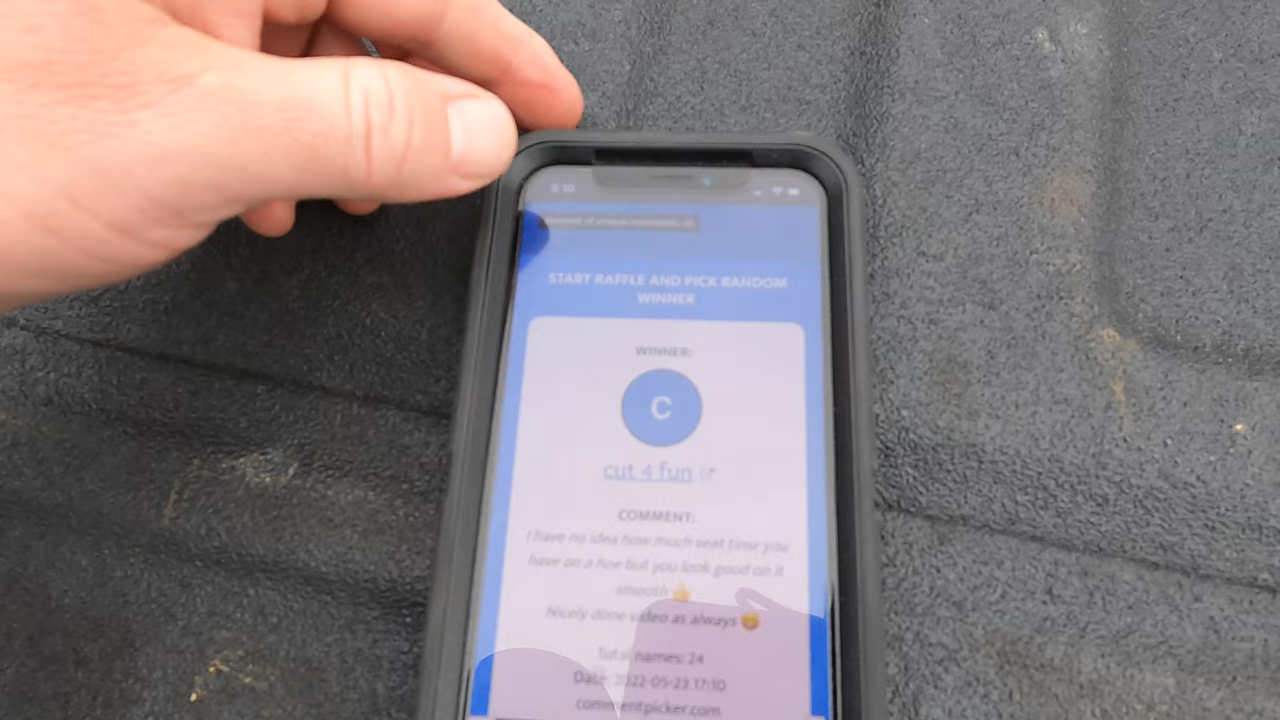 START RAFFLE AND PICK RANDOM
WINNER
WINNER:
C
cut 4 fun
COMMENT:
I have no idea how much seat time you
have on a hoe but you look good on it
smooth 👍
Nicely done video as always
Total names: 24
Date: 2022-05-23 17:10
commentpicker.com